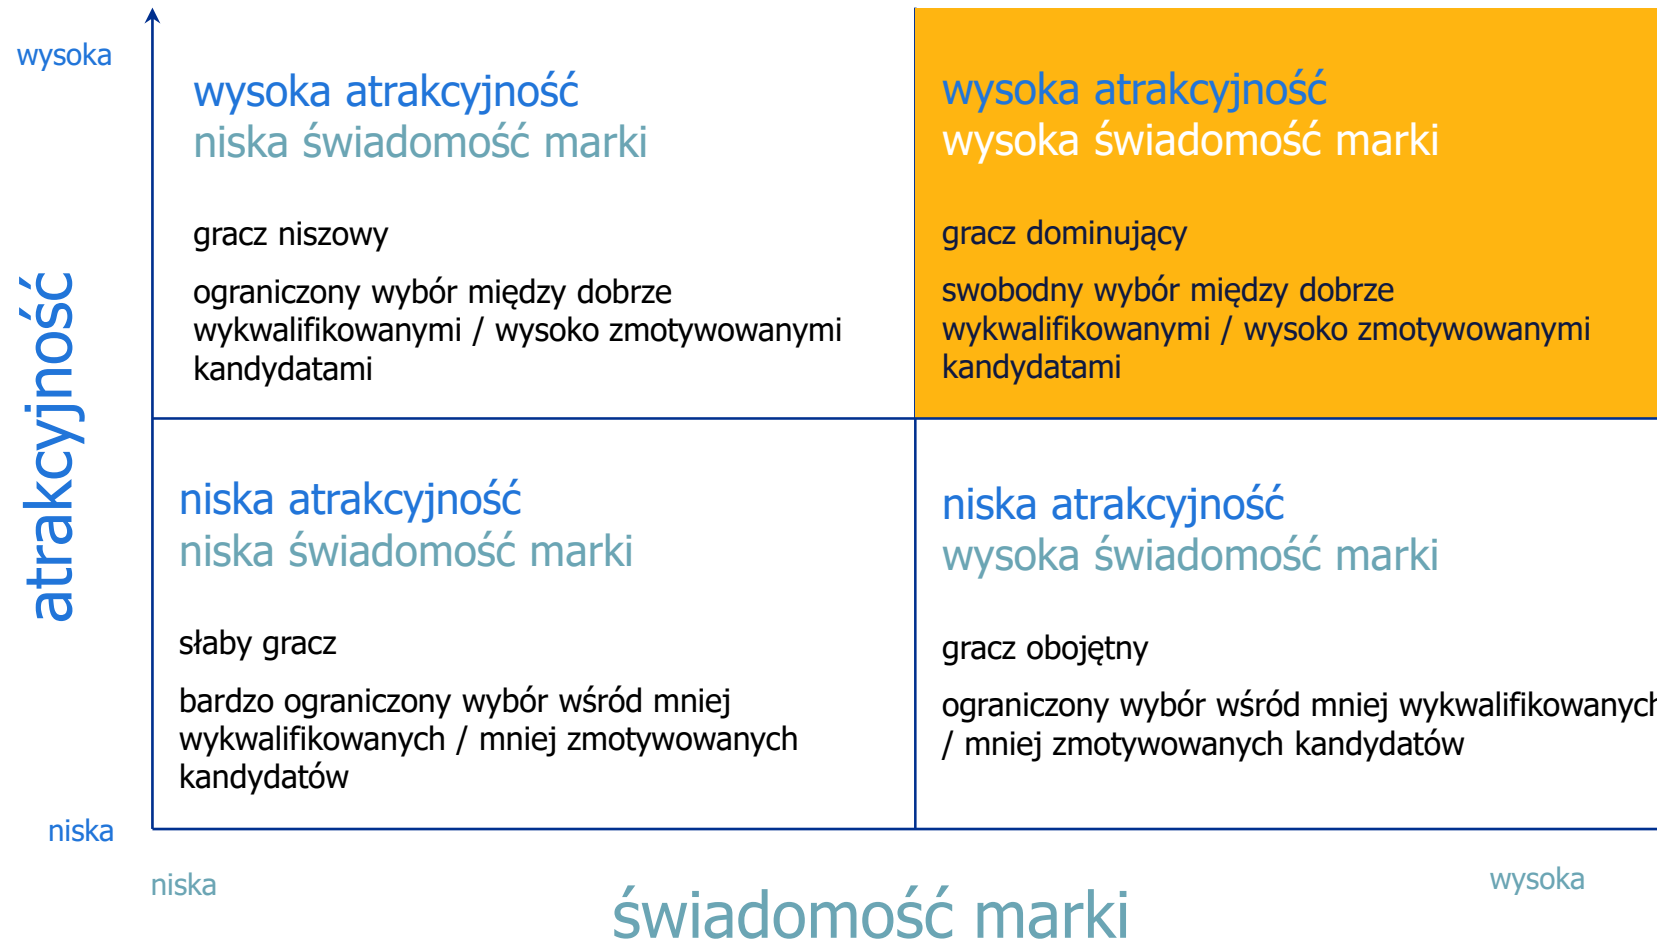 wysoka
wysoka atrakcyjność
niska świadomość marki
gracz niszowy
ograniczony wybór między dobrze
wykwalifikowanymi / wysoko zmotywowanymi
kandydatami
wysoka atrakcyjność
wysoka świadomość marki
gracz dominujący
swobodny wybór między dobrze
wykwalifikowanymi / wysoko zmotywowanymi
kandydatami
atrakcyjność
niska atrakcyjność
niska świadomość marki
słaby gracz
bardzo ograniczony wybór wśród mniej
wykwalifikowanych / mniej zmotywowanych
kandydatów
niska atrakcyjność
wysoka świadomość marki
gracz obojętny
ograniczony wybór wśród mniej wykwalifikowanych
/ mniej zmotywowanych kandydatów
niska
niska
wysoka
świadomość marki